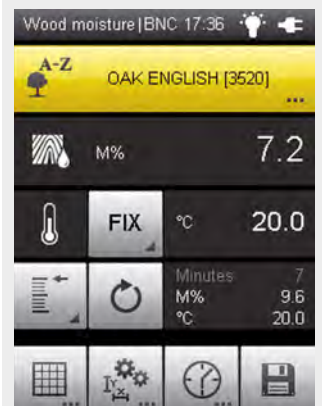 Wood moisture|BNC 17:36
A-Z
OAK ENGLISH [3520]
...
M% 7.2
FIX °C 20.0
Minutes 7
M% 9.6
°C 20.0